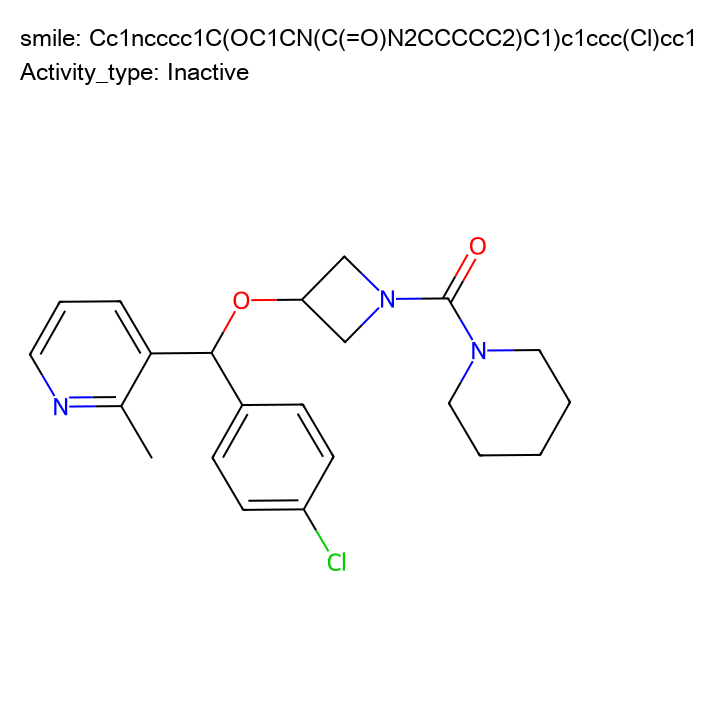 smile: Cc1ncccc1C(OC1CN(C(=O)N2CCCCC2)C1)c1ccc(Cl)cc1
Activity_type: Inactive
O
O
N
N
N
Cl